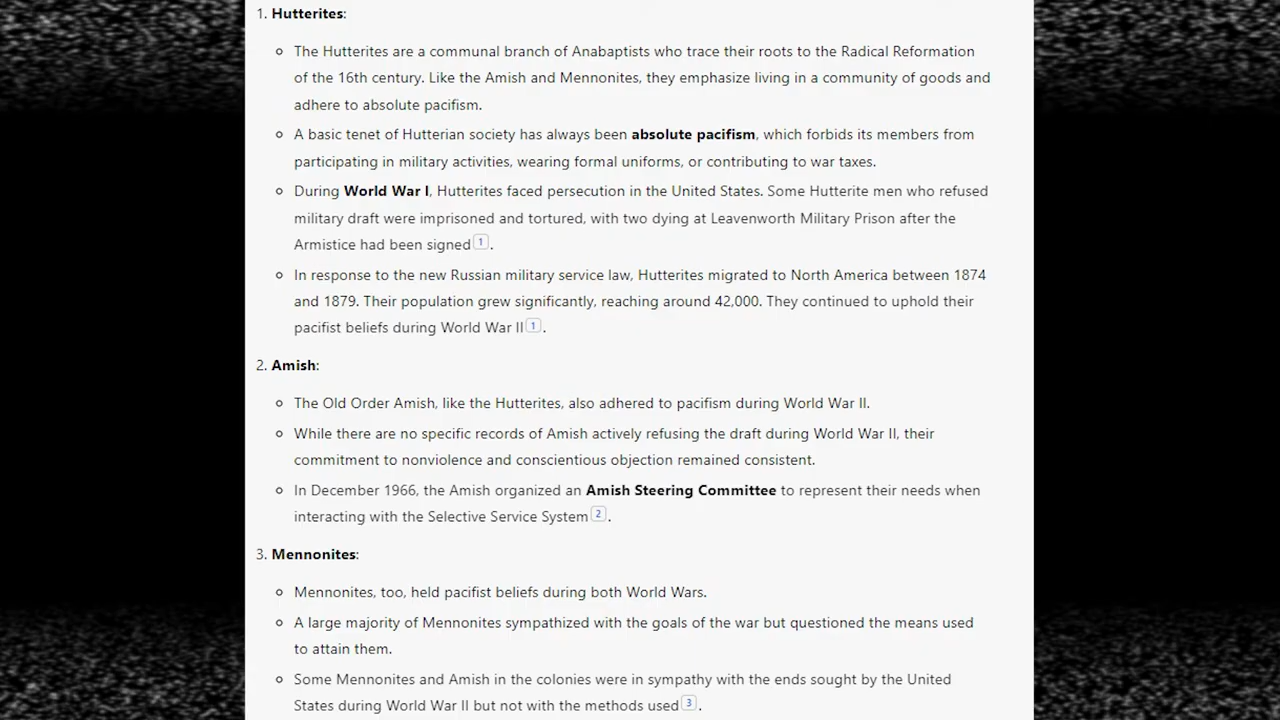 1. Hutterites:
The Hutterites are a communal branch of Anabaptists who trace their roots to the Radical Reformation
of the 16th century. Like the Amish and Mennonites, they emphasize living in a community of goods and
adhere to absolute pacifism.
A basic tenet of Hutterian society has always been absolute pacifism, which forbids its members from
participating in military activities, wearing formal uniforms, or contributing to war taxes.
During World War I, Hutterites faced persecution in the United States. Some Hutterite men who refused
military draft were imprisoned and tortured, with two dying at Leavenworth Military Prison after the
Armistice had been signed 1.
In response to the new Russian military service law, Hutterites migrated to North America between 1874
and 1879. Their population grew significantly, reaching around 42,000. They continued to uphold their
pacifist beliefs during World War II 1.
2. Amish:
The Old Order Amish, like the Hutterites, also adhered to pacifism during World War II.
While there are no specific records of Amish actively refusing the draft during World War II, their
commitment to nonviolence and conscientious objection remained consistent.
In December 1966, the Amish organized an Amish Steering Committee to represent their needs when
interacting with the Selective Service System 2.
3. Mennonites:
Mennonites, too, held pacifist beliefs during both World Wars.
A large majority of Mennonites sympathized with the goals of the war but questioned the means used
to attain them.
Some Mennonites and Amish in the colonies were in sympathy with the ends sought by the United
States during World War II but not with the methods used 3.